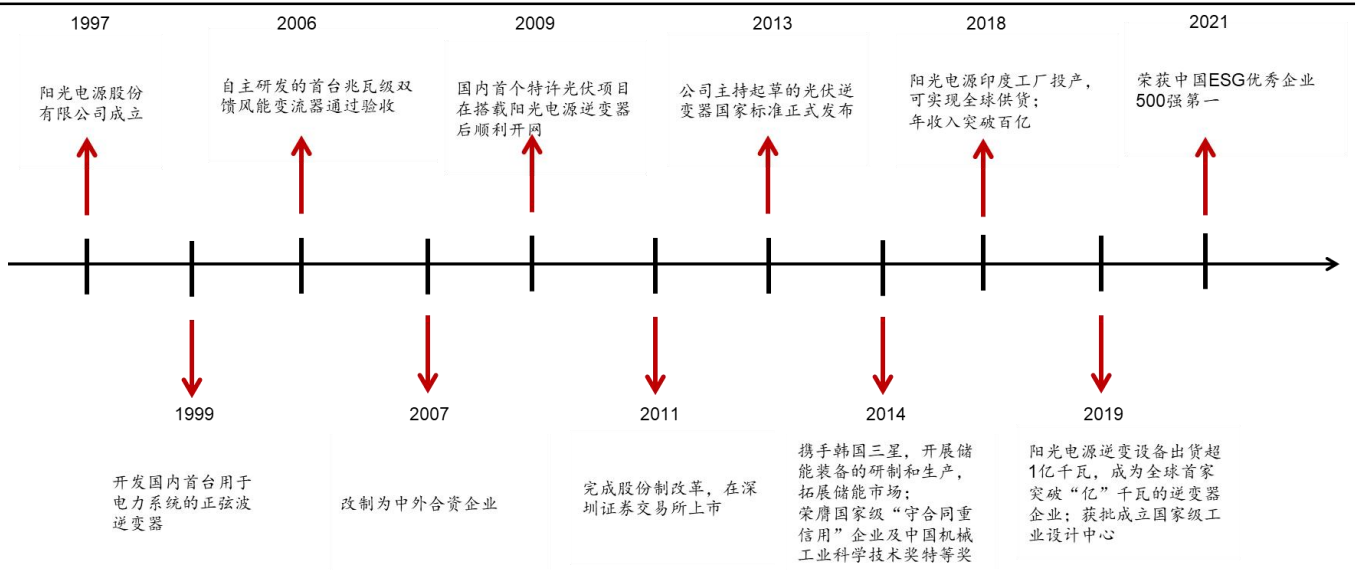 1997
阳光电源股份
有限公司成立
2006
自主研发的首台兆瓦级双
馈风能变流器通过验收
2009
国内首个特许光伏项目
在搭载阳光电源逆变器
后顺利开网
2013
公司主持起草的光伏逆
变器国家标准正式发布
2018
阳光电源印度工厂投产，
可实现全球供货；
年收入突破百亿
2021
荣获中国ESG优秀企业
500强第一
1999
开发国内首台用于
电力系统的正弦波
逆变器
2007
改制为中外合资企业
2011
完成股份制改革，在深
圳证券交易所上市
2014
携手韩国三星，开展储
能装备的研制和生产，
拓展储能市场；
荣膺国家级“守合同重
信用”企业及中国机械
工业科学技术奖特等奖
2019
阳光电源逆变设备出货超
1亿千瓦，成为全球首家
突破“亿”千瓦的逆变器
企业；获批成立国家级工
业设计中心